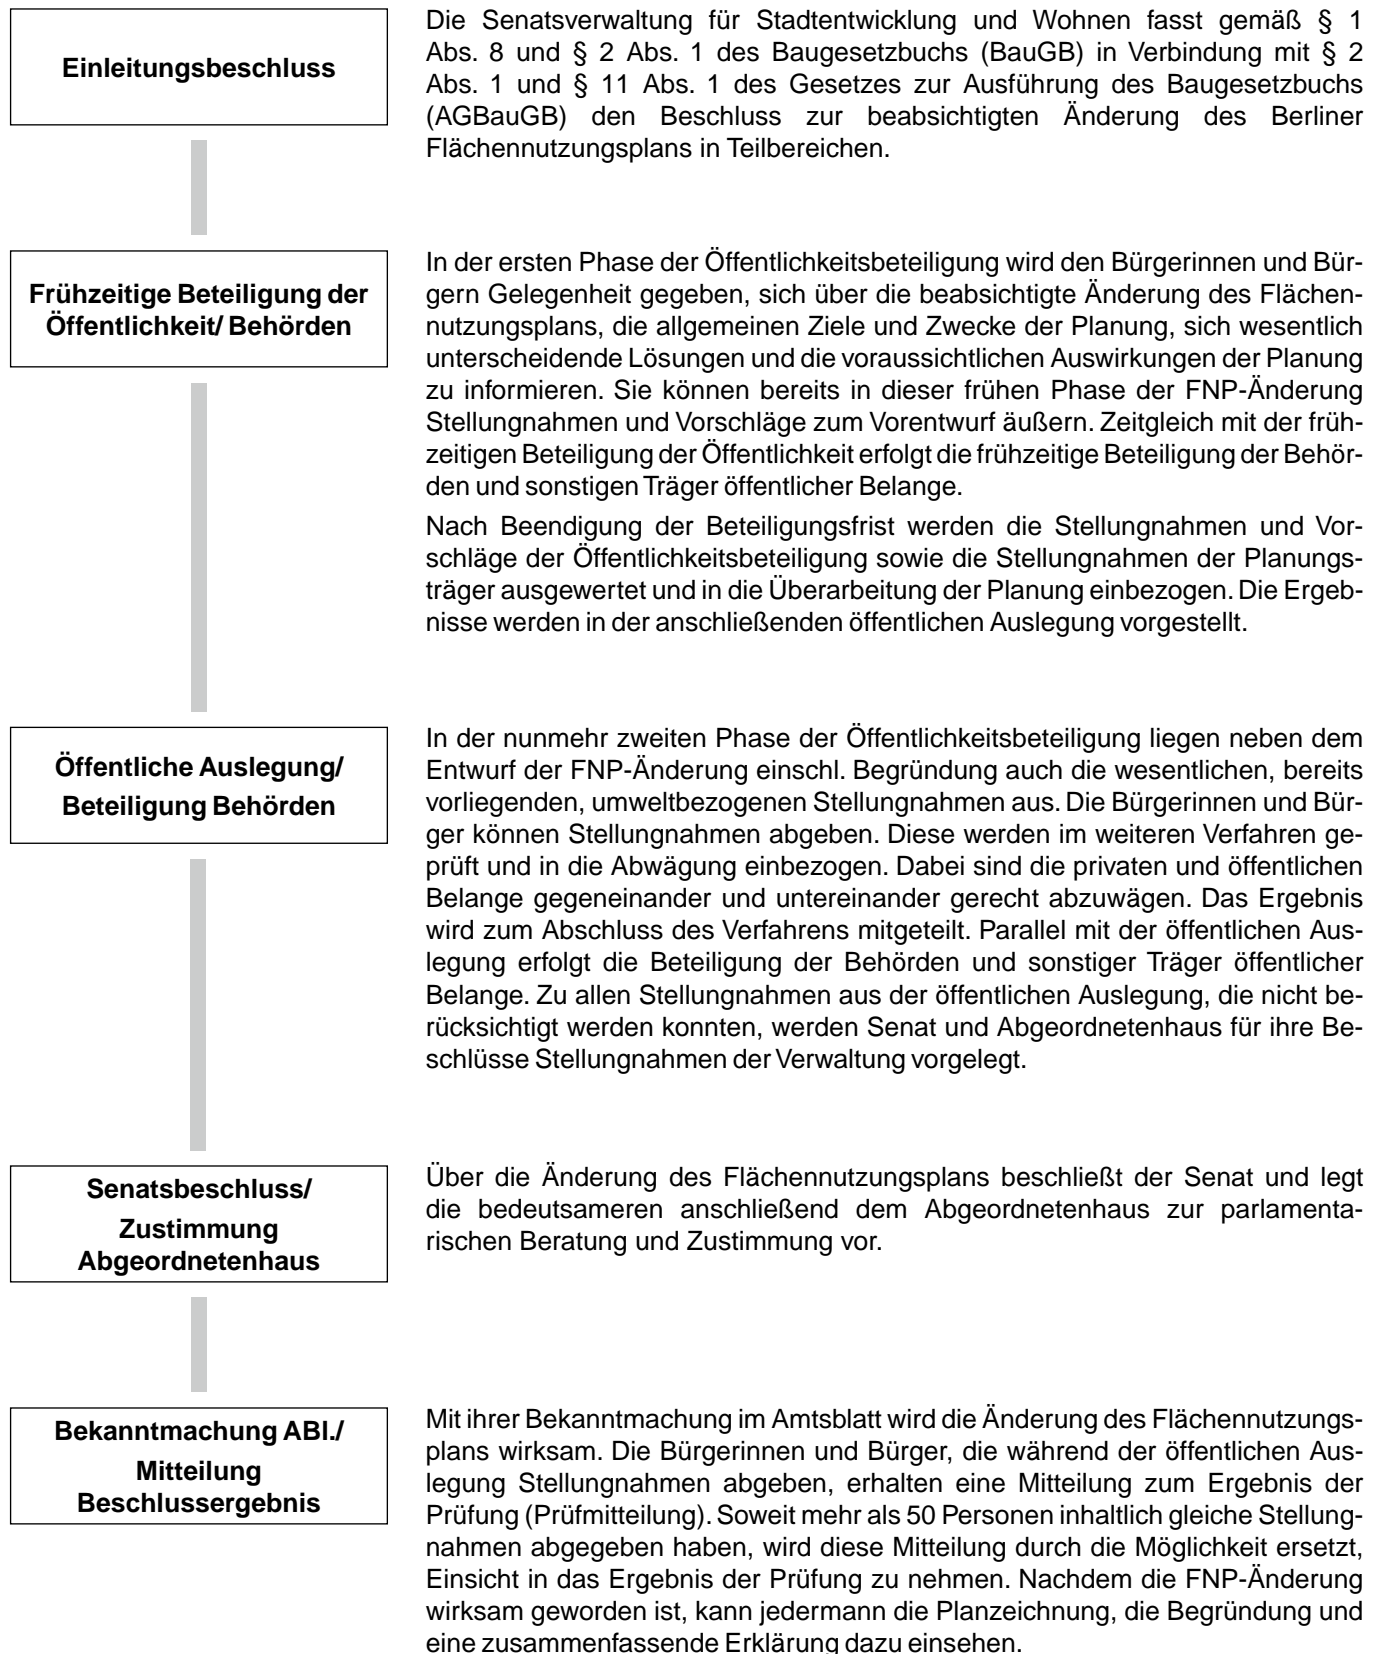 Einleitungsbeschluss
Die Senatsverwaltung für Stadtentwicklung und Wohnen fasst gemäß § 1
Abs. 8 und § 2 Abs. 1 des Baugesetzbuchs (BauGB) in Verbindung mit § 2
Abs. 1 und § 11 Abs. 1 des Gesetzes zur Ausführung des Baugesetzbuchs
(AGBauGB) den Beschluss zur beabsichtigten Änderung des Berliner
Flächennutzungsplans in Teilbereichen.
Frühzeitige Beteiligung der
Öffentlichkeit/ Behörden
In der ersten Phase der Öffentlichkeitsbeteiligung wird den Bürgerinnen und Bür-
gern Gelegenheit gegeben, sich über die beabsichtigte Änderung des Flächen-
nutzungsplans, die allgemeinen Ziele und Zwecke der Planung, sich wesentlich
unterscheidende Lösungen und die voraussichtlichen Auswirkungen der Planung
zu informieren. Sie können bereits in dieser frühen Phase der FNP-Änderung
Stellungnahmen und Vorschläge zum Vorentwurf äußern. Zeitgleich mit der früh-
zeitigen Beteiligung der Öffentlichkeit erfolgt die frühzeitige Beteiligung der Behör-
den und sonstigen Träger öffentlicher Belange.
Nach Beendigung der Beteiligungsfrist werden die Stellungnahmen und Vor-
schläge der Öffentlichkeitsbeteiligung sowie die Stellungnahmen der Planungs-
träger ausgewertet und in die Überarbeitung der Planung einbezogen. Die Ergeb-
nisse werden in der anschließenden öffentlichen Auslegung vorgestellt.
Öffentliche Auslegung/
Beteiligung Behörden
In der nunmehr zweiten Phase der Öffentlichkeitsbeteiligung liegen neben dem
Entwurf der FNP-Änderung einschl. Begründung auch die wesentlichen, bereits
vorliegenden, umweltbezogenen Stellungnahmen aus. Die Bürgerinnen und Bür-
ger können Stellungnahmen abgeben. Diese werden im weiteren Verfahren ge-
prüft und in die Abwägung einbezogen. Dabei sind die privaten und öffentlichen
Belange gegeneinander und untereinander gerecht abzuwägen. Das Ergebnis
wird zum Abschluss des Verfahrens mitgeteilt. Parallel mit der öffentlichen Aus-
legung erfolgt die Beteiligung der Behörden und sonstiger Träger öffentlicher
Belange. Zu allen Stellungnahmen aus der öffentlichen Auslegung, die nicht be-
rücksichtigt werden konnten, werden Senat und Abgeordnetenhaus für ihre Be-
schlüsse Stellungnahmen der Verwaltung vorgelegt.
Senatsbeschluss/
Zustimmung
Abgeordnetenhaus
Über die Änderung des Flächennutzungsplans beschließt der Senat und legt
die bedeutsameren anschließend dem Abgeordnetenhaus zur parlamenta-
rischen Beratung und Zustimmung vor.
Bekanntmachung ABl./
Mitteilung
Beschlussergebnis
Mit ihrer Bekanntmachung im Amtsblatt wird die Änderung des Flächennutzungs-
plans wirksam. Die Bürgerinnen und Bürger, die während der öffentlichen Aus-
legung Stellungnahmen abgeben, erhalten eine Mitteilung zum Ergebnis der
Prüfung (Prüfmitteilung). Soweit mehr als 50 Personen inhaltlich gleiche Stellung-
nahmen abgegeben haben, wird diese Mitteilung durch die Möglichkeit ersetzt,
Einsicht in das Ergebnis der Prüfung zu nehmen. Nachdem die FNP-Änderung
wirksam geworden ist, kann jedermann die Planzeichnung, die Begründung und
eine zusammenfassende Erklärung dazu einsehen.